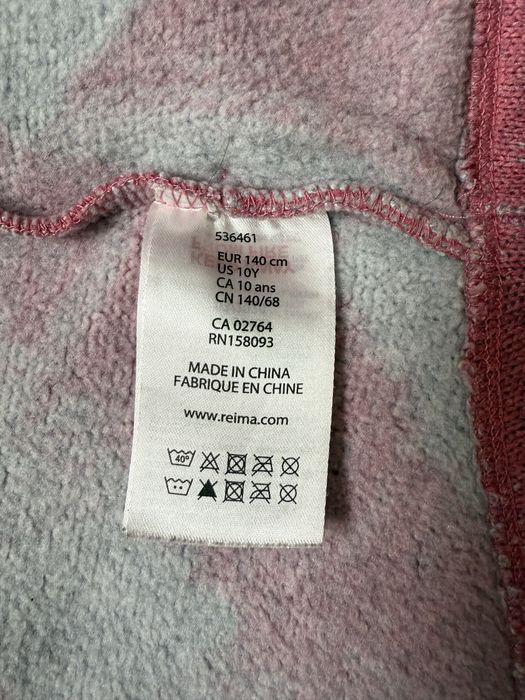 536461
EUR 140 cm
US 10Y
CA 10 ans
CN 140/68
CA 02764
RN158093
MADE IN CHINA
FABRIQUE EN CHINE
www.reima.com
40°